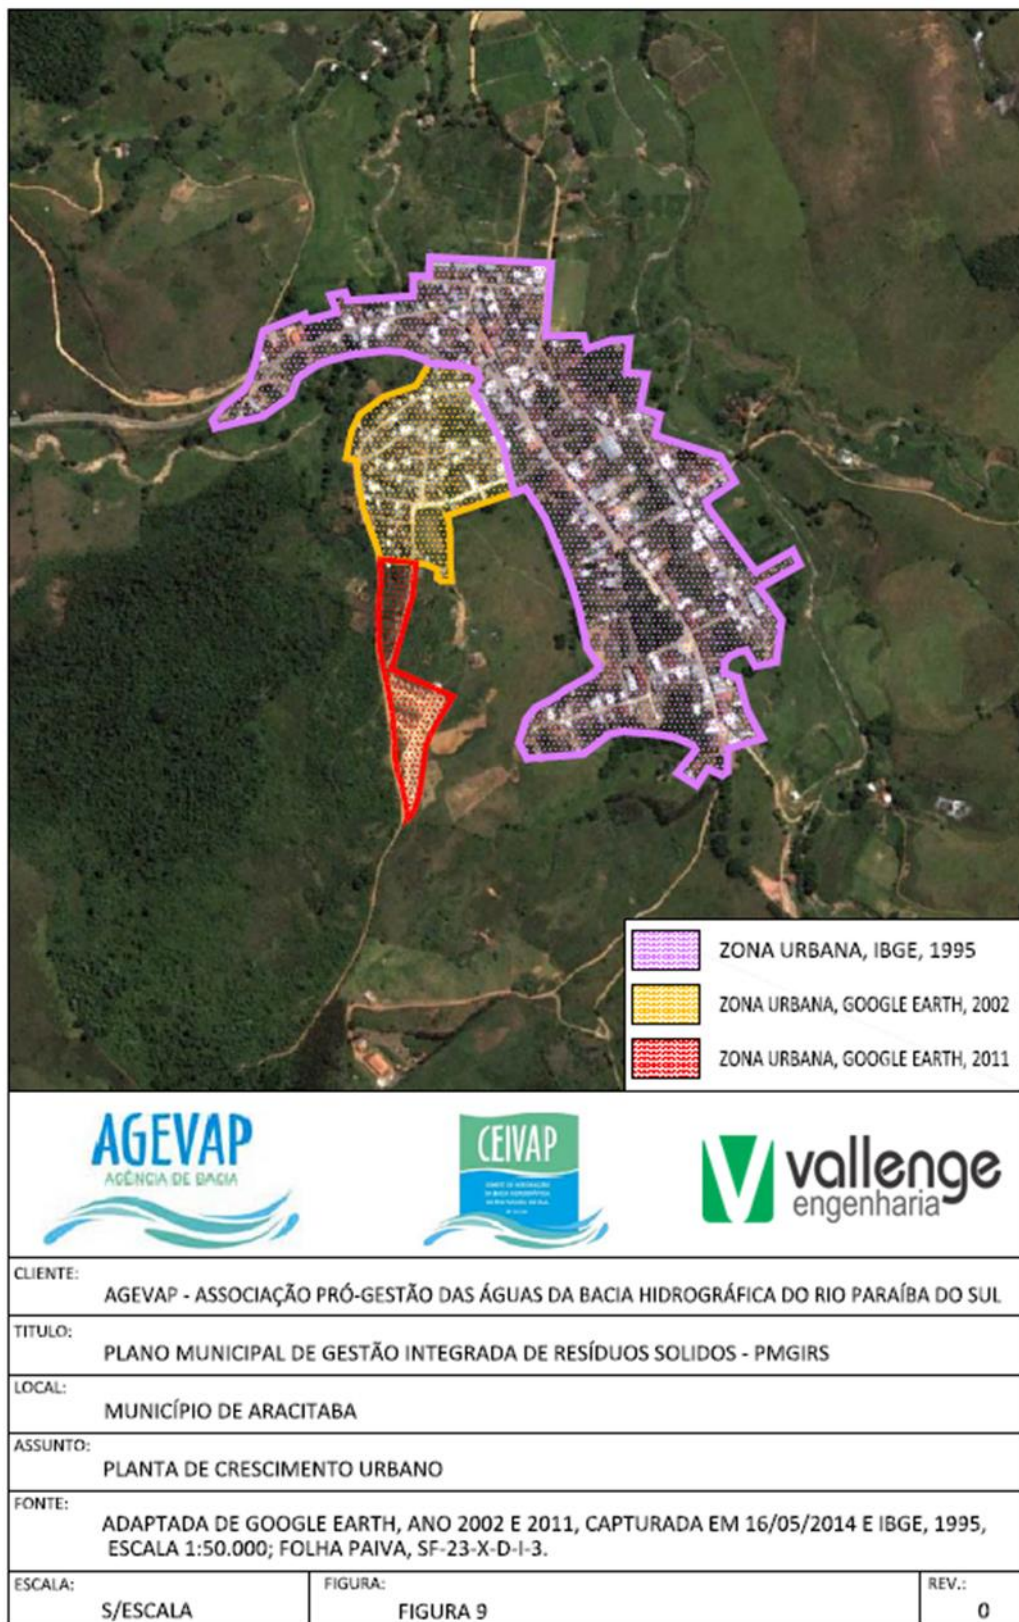 ZONA URBANA, IBGE, 1995
ZONA URBANA, GOOGLE EARTH, 2002
ZONA URBANA, GOOGLE EARTH, 2011
AGEVAP
AGÊNCIA DE BACIA
CEIVAP
vallenge
engenharia
CLIENTE:
AGEVAP - ASSOCIAÇÃO PRÓ-GESTÃO DAS ÁGUAS DA BACIA HIDROGRÁFICA DO RIO PARAÍBA DO SUL
TITULO:
PLANO MUNICIPAL DE GESTÃO INTEGRADA DE RESÍDUOS SOLIDOS - PMGIRS
LOCAL:
MUNICÍPIO DE ARACITABA
ASSUNTO:
PLANTA DE CRESCIMENTO URBANO
FONTE:
ADAPTADA DE GOOGLE EARTH, ANO 2002 E 2011, CAPTURADA EM 16/05/2014 E IBGE, 1995,
ESCALA 1:50.000; FOLHA PAIVA, SF-23-X-D-I-3.
ESCALA:
S/ESCALA
FIGURA:
FIGURA 9
REV.:
0